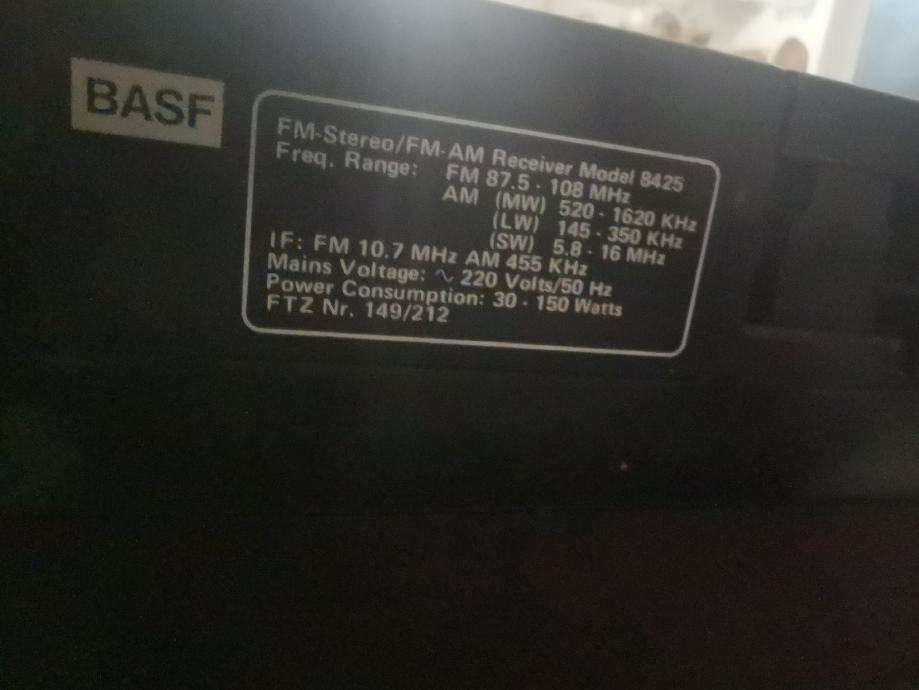 BASF
FM-Stereo/FM-AM Receiver Model 8425
Freq. Range: FM 87.5 - 108 MHz
AM (MW) 520 - 1620 KHz
(LW) 145 - 350 KHz
(SW) 5.8 - 16 MHz
IF: FM 10.7 MHz AM 455 KHz
Mains Voltage: ∿ 220 Volts/50 Hz
Power Consumption: 30 - 150 Watts
FTZ Nr. 149/212